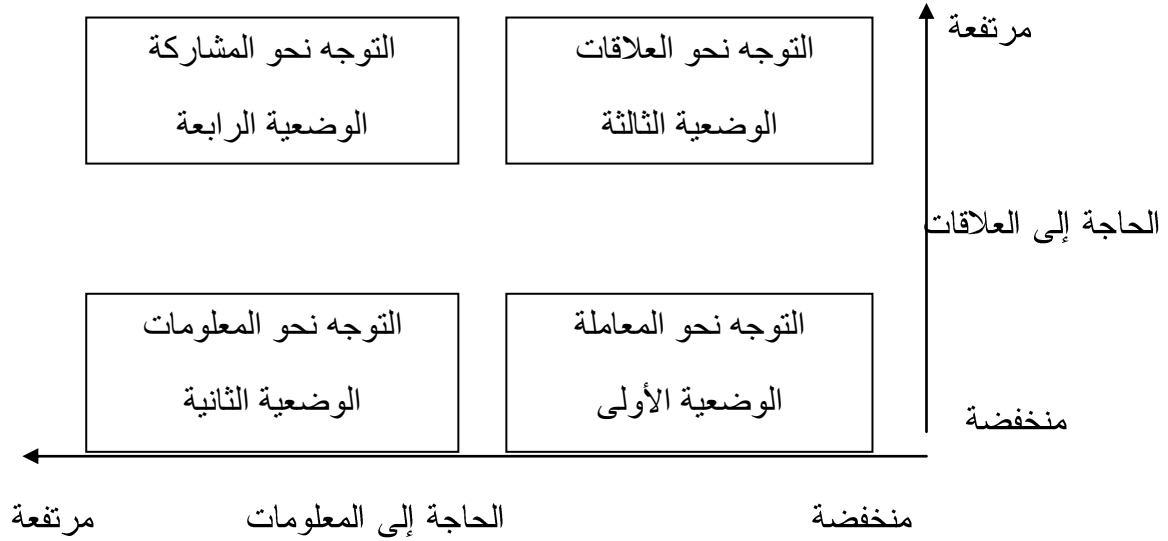 مرتفعة
التوجه نحو العلاقات
الوضعية الثالثة
التوجه نحو المشاركة
الوضعية الرابعة
الحاجة إلى العلاقات
التوجه نحو المعاملة
الوضعية الأولى
التوجه نحو المعلومات
الوضعية الثانية
منخفضة
منخفضة
الحاجة إلى المعلومات
مرتفعة